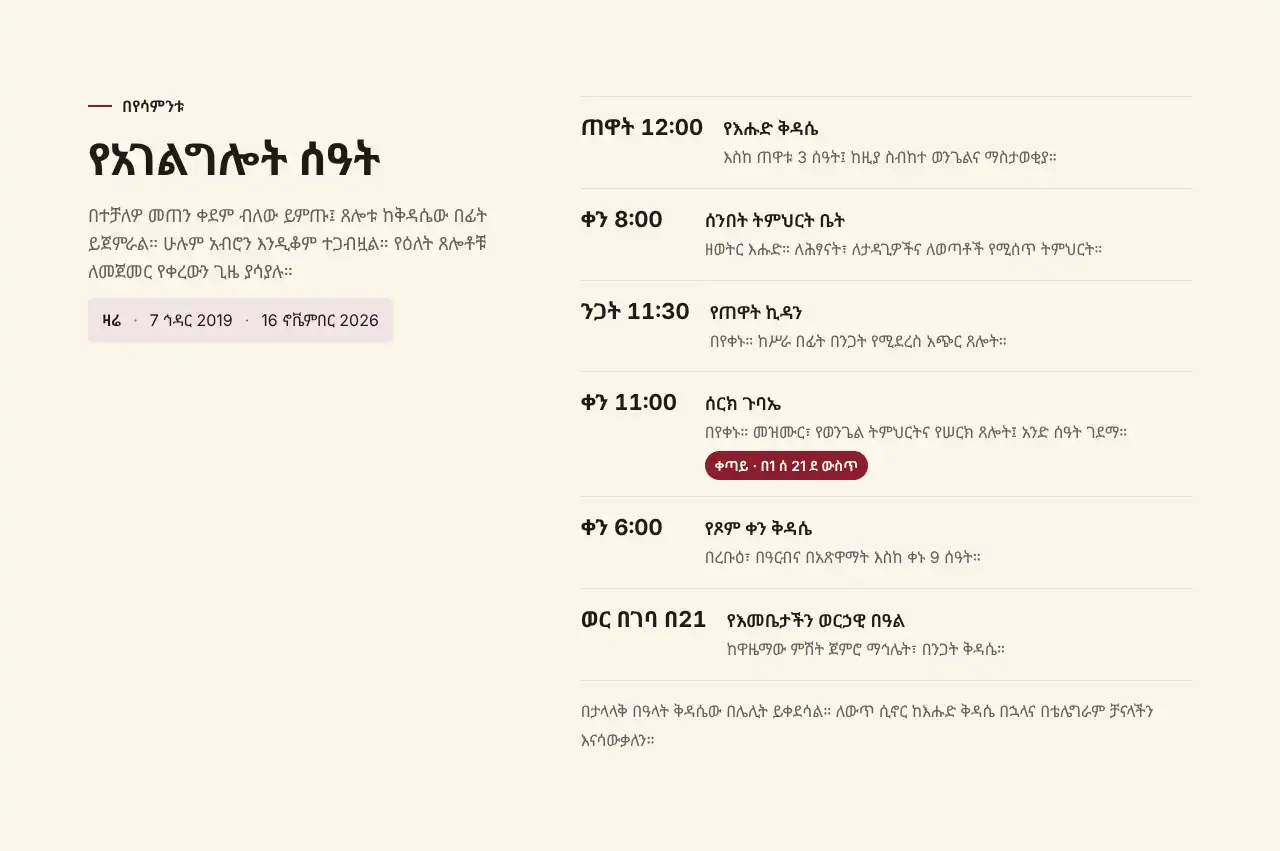 በየሳምንቱ
የአገልግሎት ሰዓት
በተቻለዎ መጠን ቀደም ብለው ይምጡ፤ ጸሎቱ ከቅዳሴው በፊት
ይጀምራል። ሁሉም አብሮን እንዲቆም ተጋብዟል። የዕለት ጸሎቶቹ
ለመጀመር የቀረውን ጊዜ ያሳያሉ።
ዛሬ · 7 ኅዳር 2019 · 16 ኖቬምበር 2026
ጠዋት 12:00 የእሑድ ቅዳሴ
እስከ ጠዋቱ 3 ሰዓት፤ ከዚያ ስብከተ ወንጌልና ማስታወቂያ።
ቀን 8:00 ሰንበት ትምህርት ቤት
ዘወትር እሑድ። ለሕፃናት፣ ለታዳጊዎችና ለወጣቶች የሚሰጥ ትምህርት።
ንጋት 11:30 የጠዋት ኪዳን
በየቀኑ። ከሥራ በፊት በንጋት የሚደረስ አጭር ጸሎት።
ቀን 11:00 ሰርክ ጉባኤ
በየቀኑ። መዝሙር፣ የወንጌል ትምህርትና የሠርክ ጸሎት፤ አንድ ሰዓት ገደማ።
ቀጣይ · በ1 ሰ 21 ደ ውስጥ
ቀን 6:00 የጾም ቀን ቅዳሴ
በረቡዕ፣ በዓርብና በአጽዋማት እስከ ቀኑ 9 ሰዓት።
ወር በገባ በ21 የእመቤታችን ወርኃዊ በዓል
ከዋዜማው ምሽት ጀምሮ ማኅሌት፣ በንጋት ቅዳሴ።
በታላላቅ በዓላት ቅዳሴው በሌሊት ይቀደሳል። ለውጥ ሲኖር ከእሑድ ቅዳሴ በኋላና በቴሌግራም ቻናላችን
እናሳውቃለን።